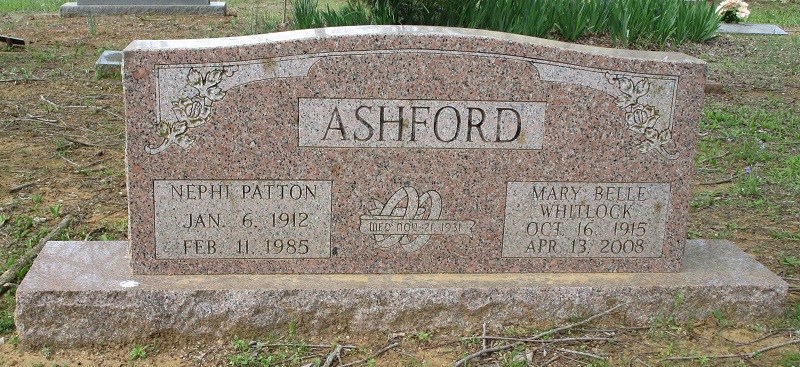 ASHFORD
NEPHI PATTON
JAN. 6, 1912
FEB. 11, 1985
WED NOV. 21, 1931
MARY BELLE
WHITLOCK
OCT. 16, 1915
APR. 13, 2008